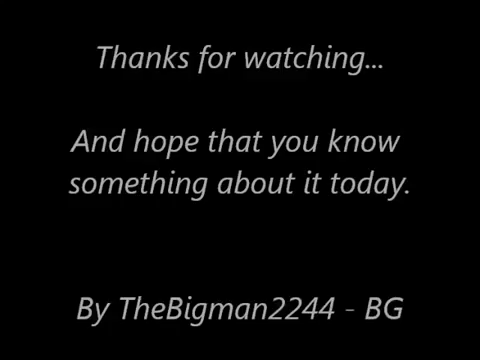 Thanks for watching...
And hope that you know
something about it today.
By TheBigman2244 - BG